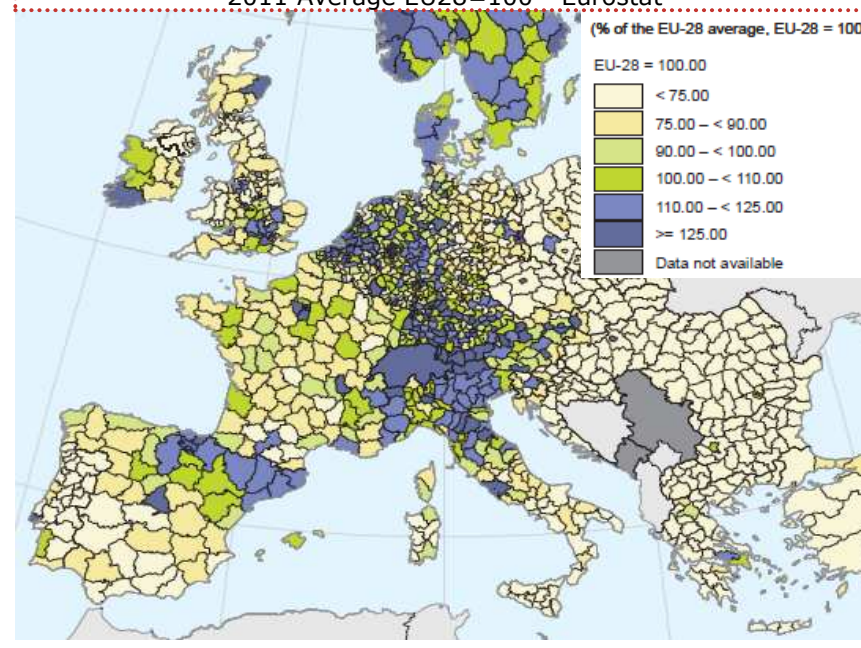 2011 Average EU28=100 - Eurostat
(% of the EU-28 average, EU-28 = 100
EU-28 = 100.00
< 75.00
75.00 – < 90.00
90.00 – < 100.00
100.00 – < 110.00
110.00 – < 125.00
>= 125.00
Data not available